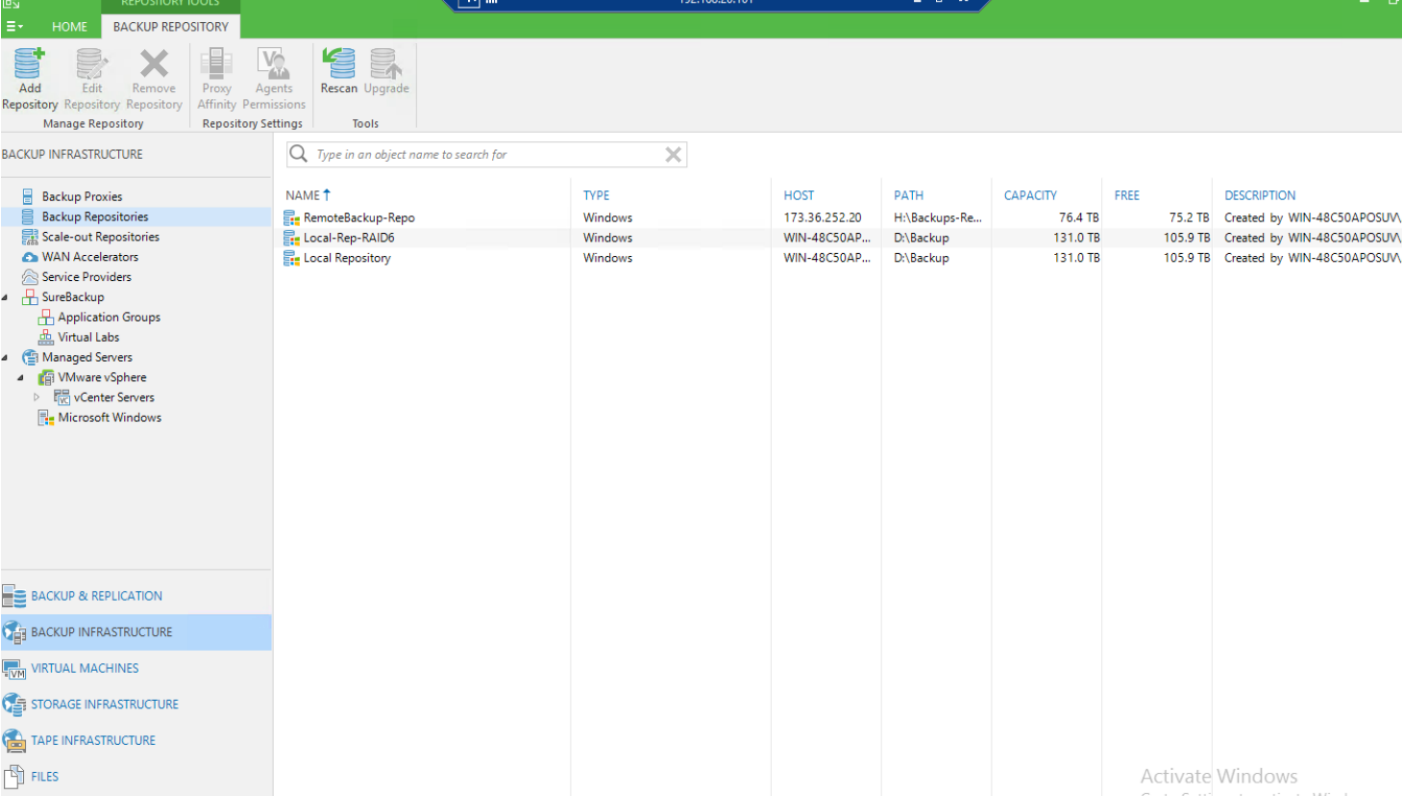 REPOSITORY TOOLS
HOME BACKUP REPOSITORY
Add Repository Edit Repository Remove Repository Proxy Affinity Agents Permissions Rescan Upgrade
Manage Repository Repository Settings Tools
BACKUP INFRASTRUCTURE
Type in an object name to search for
Backup Proxies
Backup Repositories
Scale-out Repositories
WAN Accelerators
Service Providers
SureBackup
Application Groups
Virtual Labs
Managed Servers
VMware vSphere
vCenter Servers
Microsoft Windows
NAME TYPE HOST PATH CAPACITY FREE DESCRIPTION
RemoteBackup-Repo Windows 173.36.252.20 H:\Backups-Re... 76.4 TB 75.2 TB Created by WIN-48C50APOSUV\
Local-Rep-RAID6 Windows WIN-48C50AP... D:\Backup 131.0 TB 105.9 TB Created by WIN-48C50APOSUV\
Local Repository Windows WIN-48C50AP... D:\Backup 131.0 TB 105.9 TB Created by WIN-48C50APOSUV\
BACKUP & REPLICATION
BACKUP INFRASTRUCTURE
VIRTUAL MACHINES
STORAGE INFRASTRUCTURE
TAPE INFRASTRUCTURE
FILES
Activate Windows